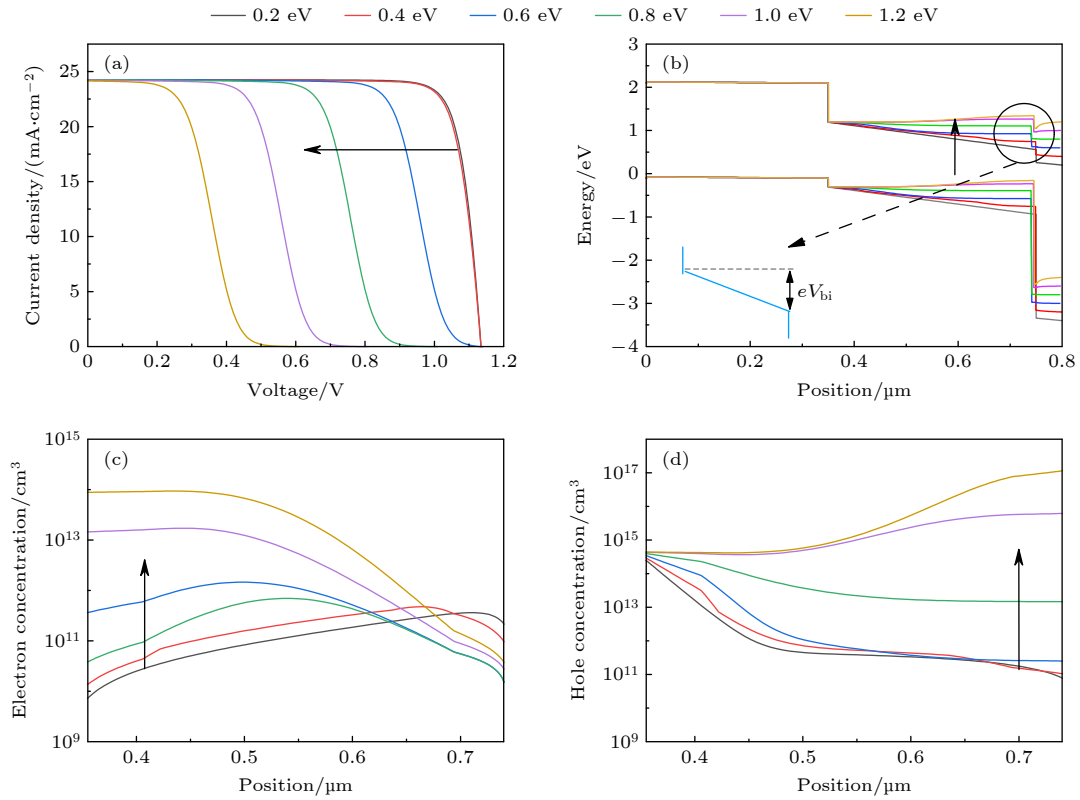 0.2 eV 0.4 eV 0.6 eV 0.8 eV 1.0 eV 1.2 eV
(a)
25
20
15
10
5
0
Current density/(mA·cm⁻²)
0 0.2 0.4 0.6 0.8 1.0 1.2
Voltage/V
(b)
3
2
1
0
−1
−2
−3
−4
Energy/eV
eV_bi
0 0.2 0.4 0.6 0.8
Position/µm
(c)
10¹⁵
10¹³
10¹¹
10⁹
Electron concentration/cm³
0.4 0.5 0.6 0.7
Position/µm
(d)
10¹⁷
10¹⁵
10¹³
10¹¹
10⁹
Hole concentration/cm³
0.4 0.5 0.6 0.7
Position/µm